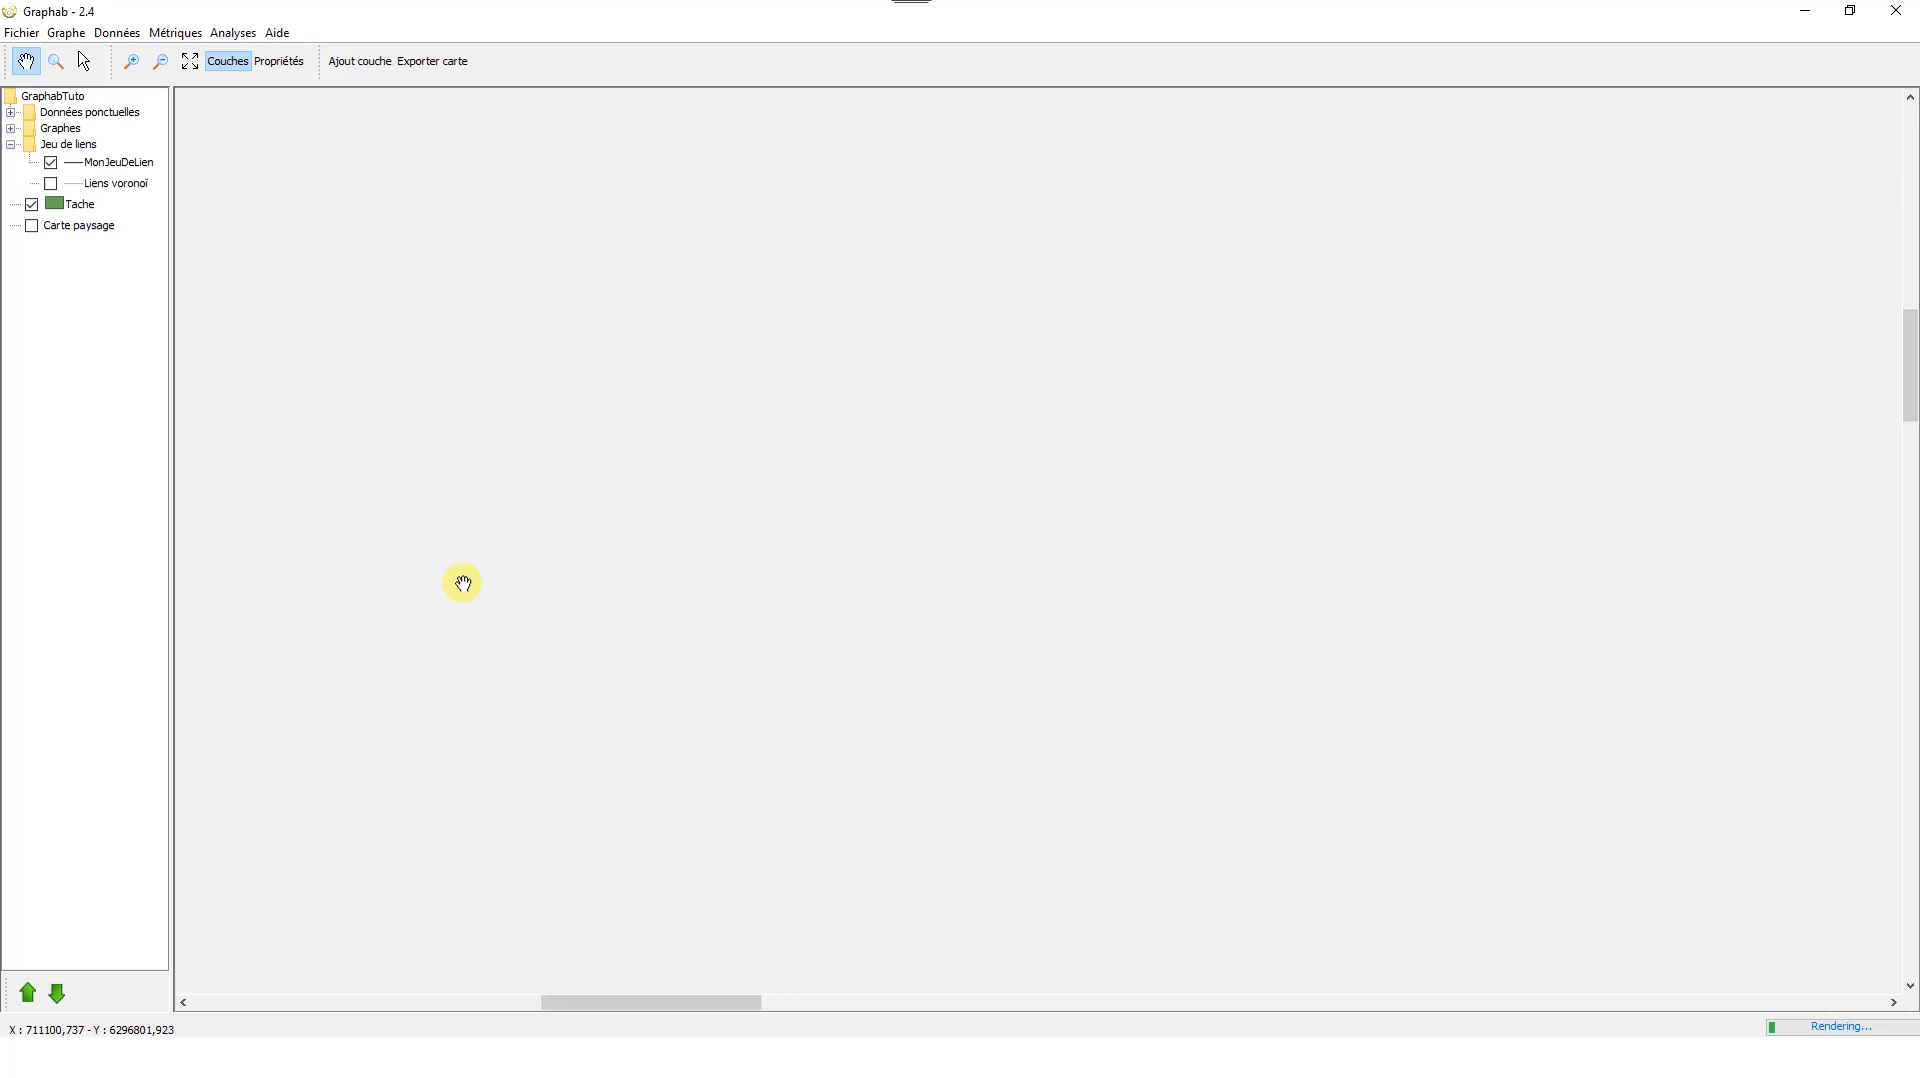 Graphab - 2.4
Fichier Graphe Données Métriques Analyses Aide
Couches Propriétés Ajout couche Exporter carte
GraphabTuto
Données ponctuelles
Graphes
Jeu de liens
MonJeuDeLien
Liens voronoï
Tache
Carte paysage
X : 711100,737 - Y : 6296801,923
Rendering...